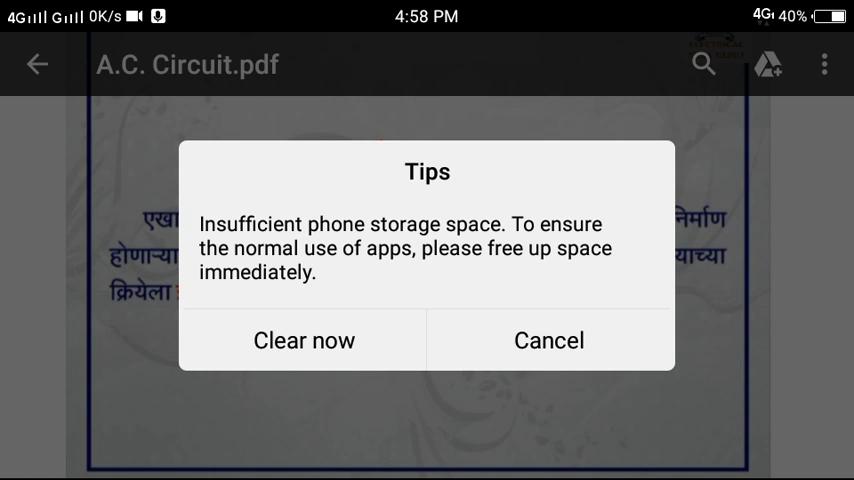 4G G 0K/s 4:58 PM 4G 40%
A.C. Circuit.pdf
ELECTRICAL
Tips
Insufficient phone storage space. To ensure
the normal use of apps, please free up space
immediately.
Clear now Cancel
एखा निर्माण
होणाऱ्या याच्या
क्रियेला